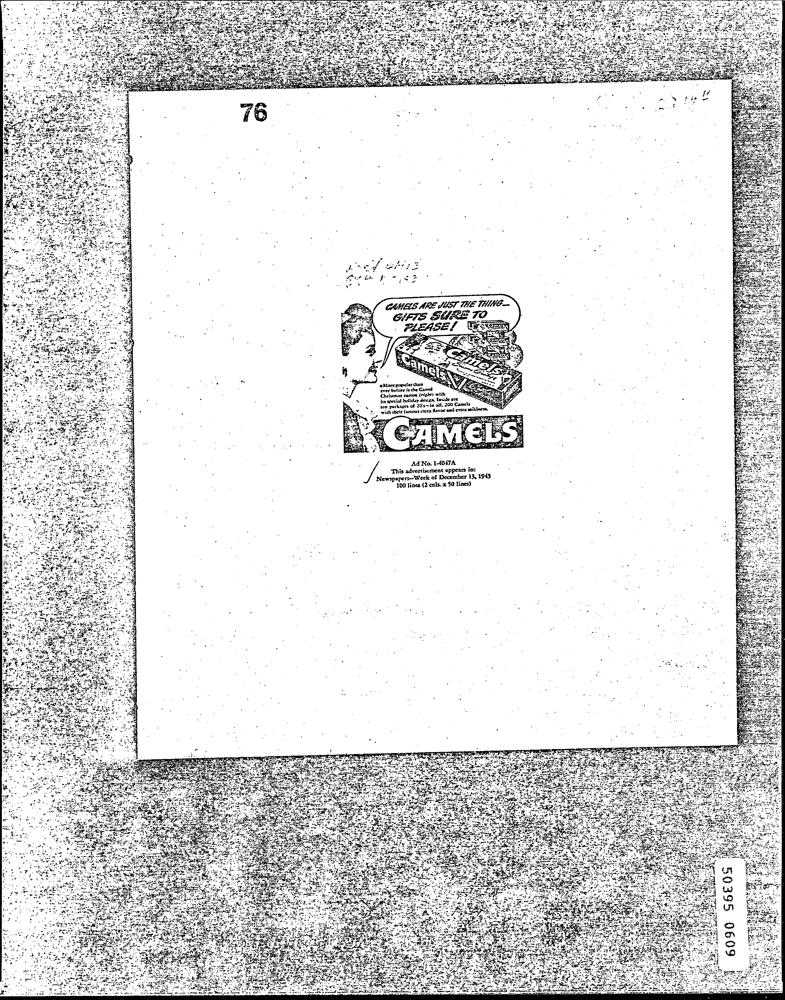 76
CAMELS ARE JUST THE THING—
GIFTS SURE TO
PLEASE!
Camels
Camels
More popular than
ever before is the Camel
Christmas carton (right) with
its special holiday design. Inside are
ten packages of 20's—in all, 200 Camels
with their famous extra flavor and extra mildness.
CAMELS
Ad No. 1-4047A
This advertisement appears in:
Newspapers—Week of December 13, 1943
100 lines (2 cols. x 50 lines)
50395 0609